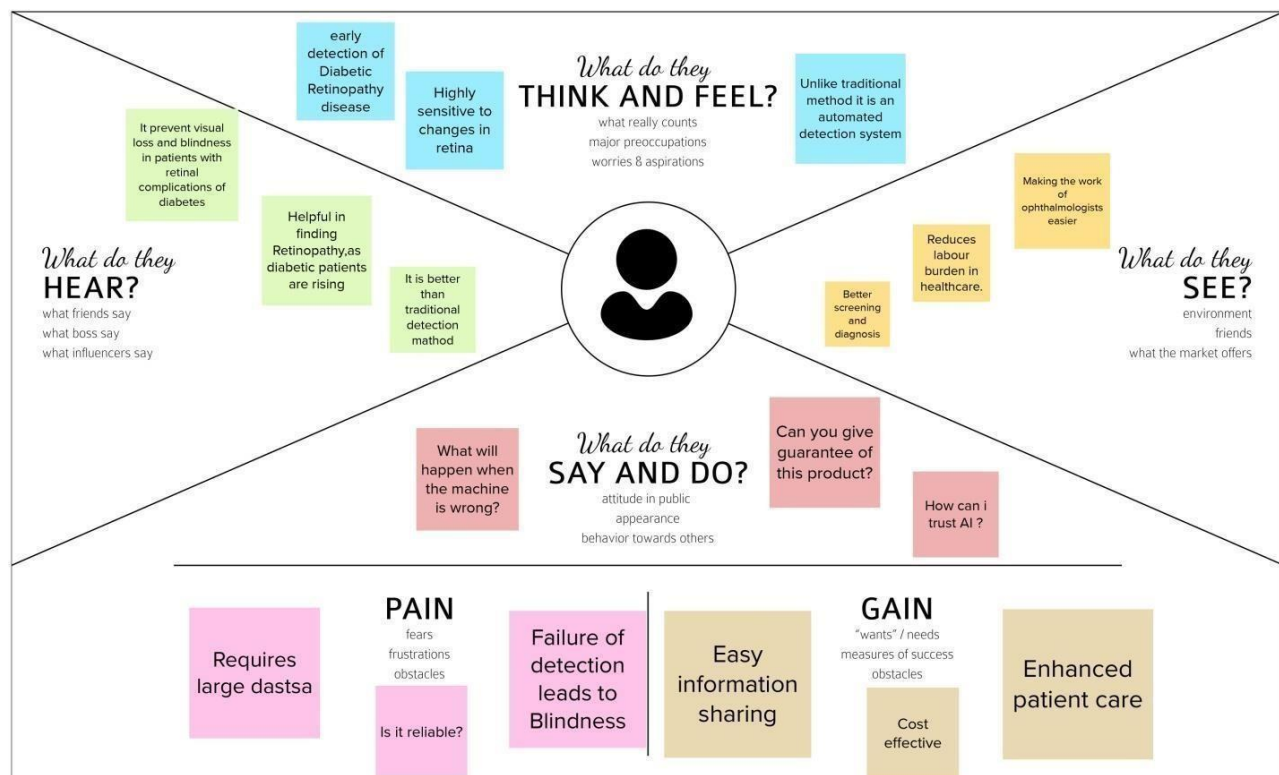 What do they
THINK AND FEEL?
what really counts
major preoccupations
worries & aspirations
early
detection of
Diabetic
Retinopathy
disease
Highly
sensitive to
changes in
retina
Unlike traditional
method it is an
automated
detection system
What do they
HEAR?
what friends say
what boss say
what influencers say
It prevent visual
loss and blindness
in patients with
retinal
complications of
diabetes
Helpful in
finding
Retinopathy,as
diabetic patients
are rising
It is better
than
traditional
detection
mathod
What do they
SEE?
environment
friends
what the market offers
Making the work
of
ophthalmologists
easier
Reduces
labour
burden in
healthcare.
Better
screening
and
diagnosis
What do they
SAY AND DO?
attitude in public
appearance
behavior towards others
What will
happen when
the machine
is wrong?
Can you give
guarantee of
this product?
How can i
trust AI ?
PAIN
fears
frustrations
obstacles
Requires
large dastsa
Is it reliable?
Failure of
detection
leads to
Blindness
GAIN
"wants" / needs
measures of success
obstacles
Easy
information
sharing
Cost
effective
Enhanced
patient care